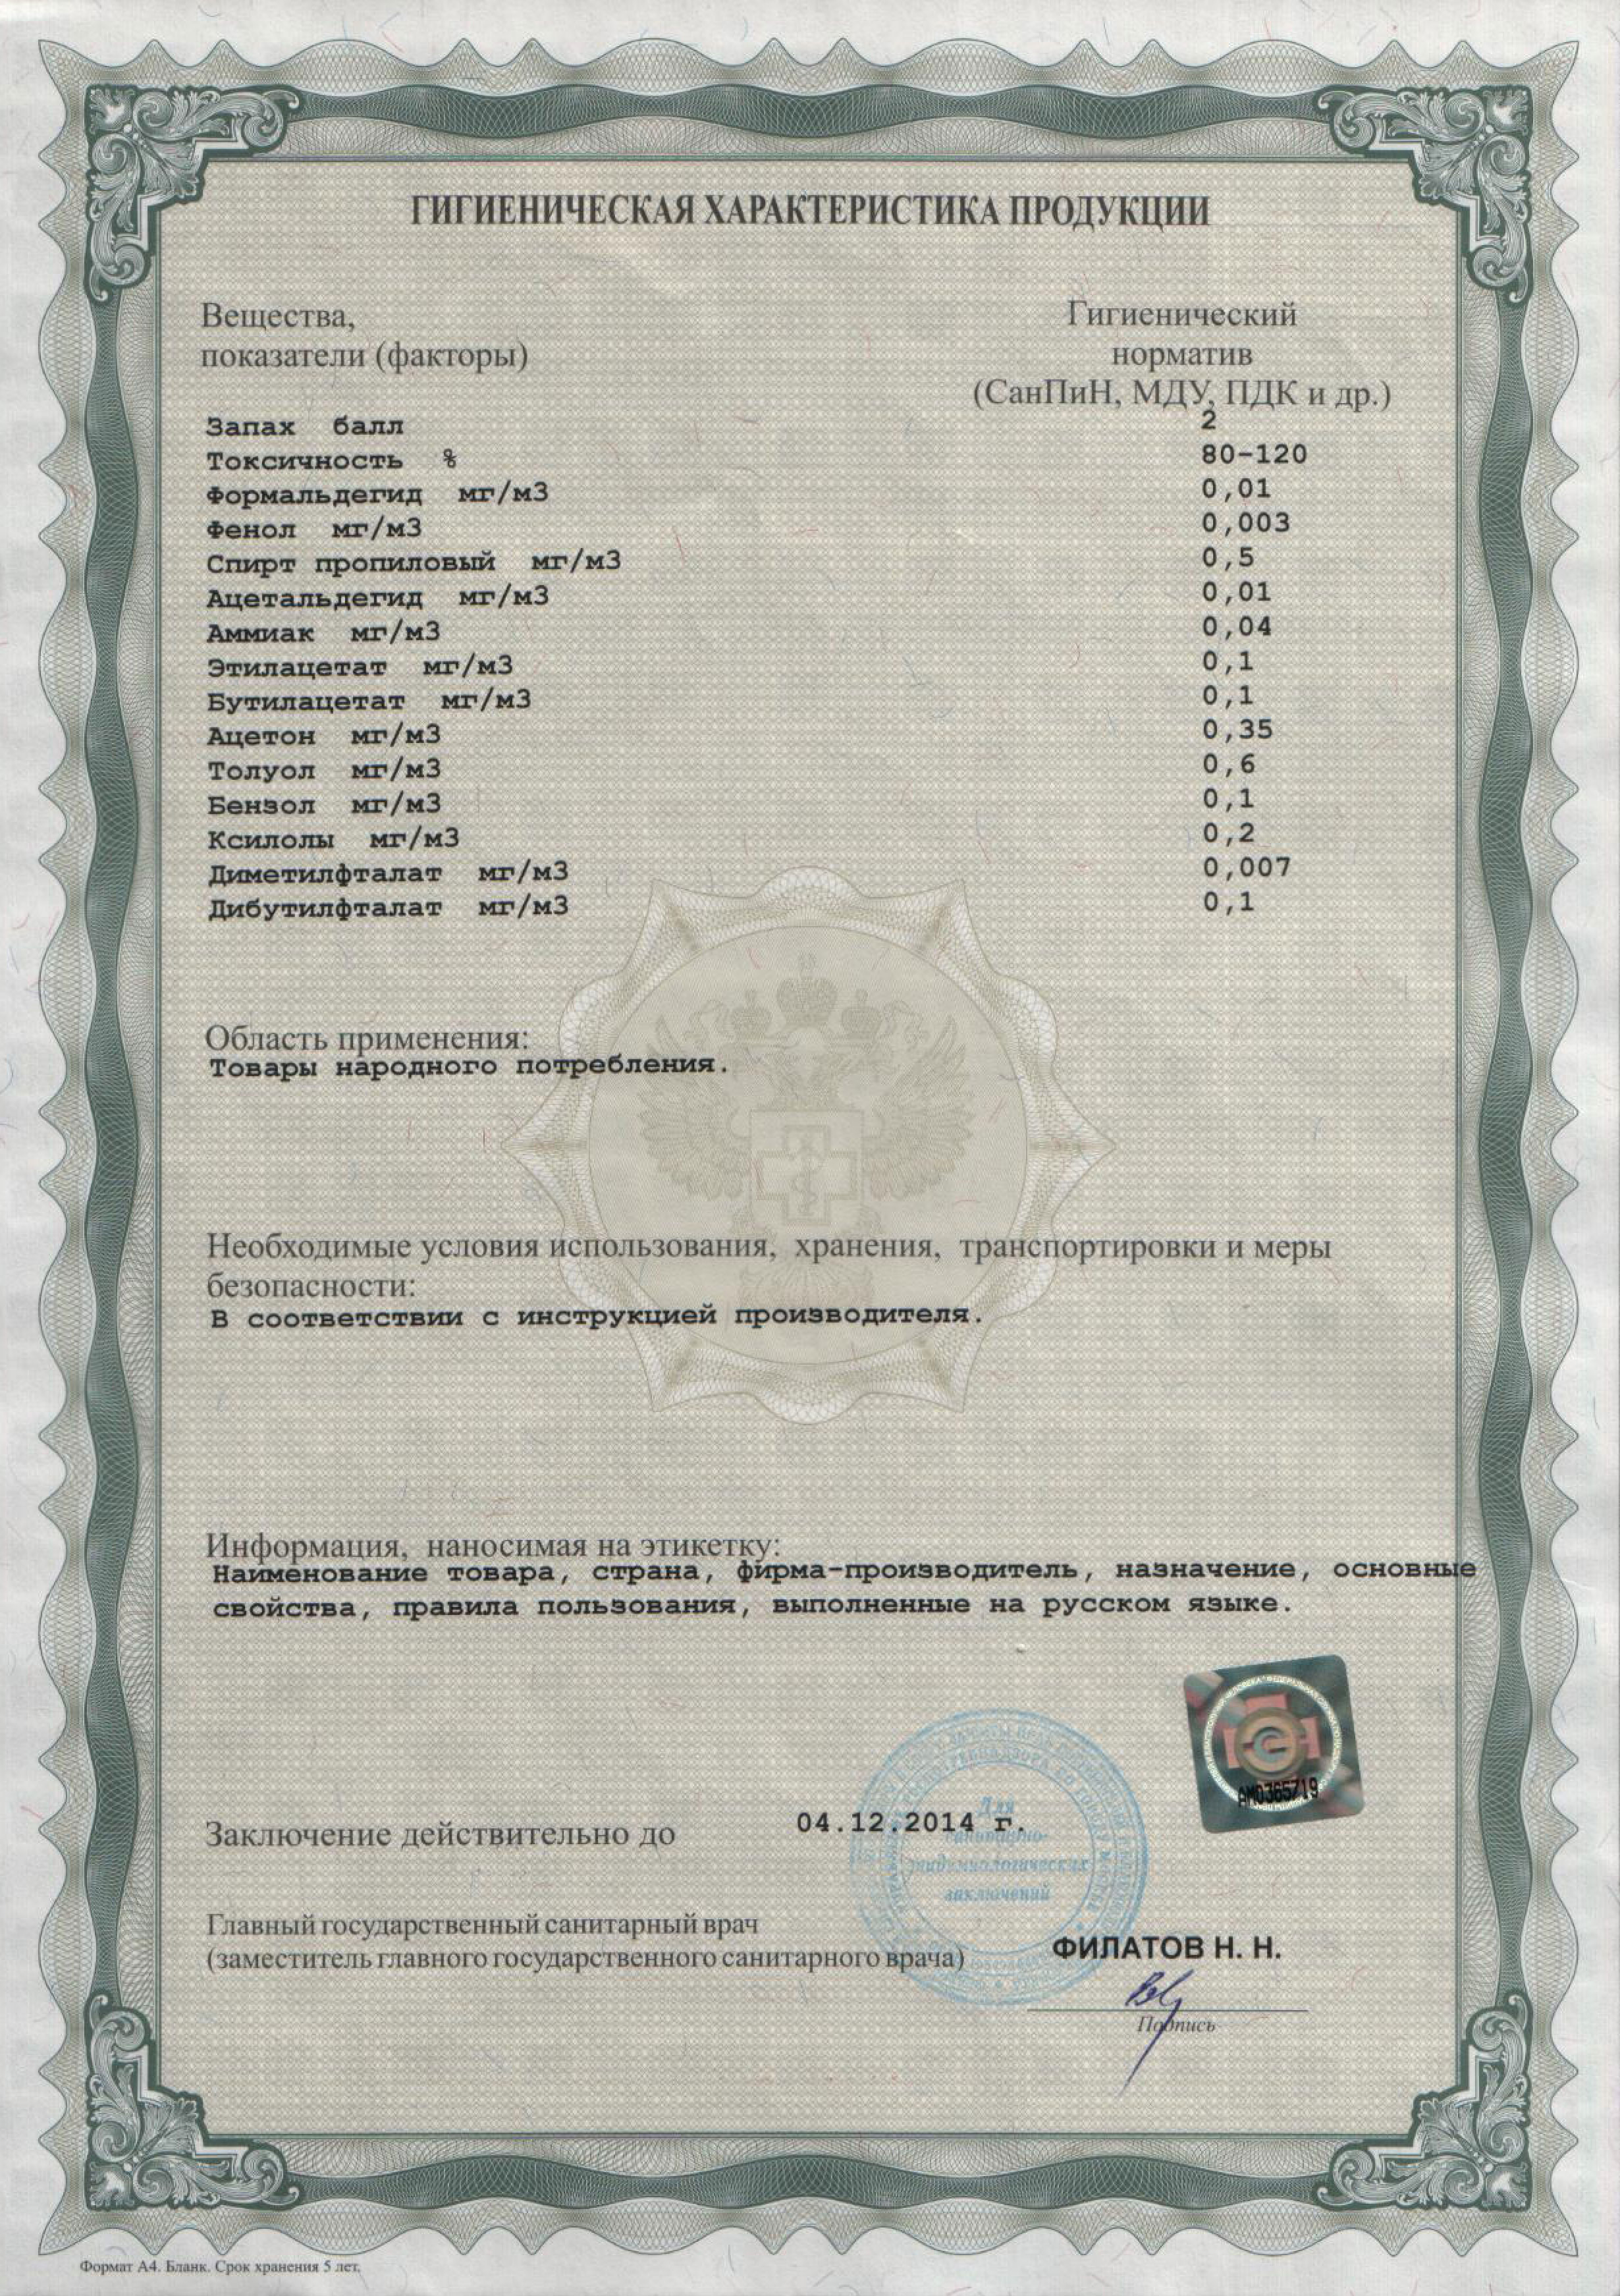 ГИГИЕНИЧЕСКАЯ ХАРАКТЕРИСТИКА ПРОДУКЦИИ
Вещества,
показатели (факторы)
Гигиенический
норматив
(СанПиН, МДУ, ПДК и др.)
Запах балл 2
Токсичность % 80-120
Формальдегид мг/м3 0,01
Фенол мг/м3 0,003
Спирт пропиловый мг/м3 0,5
Ацетальдегид мг/м3 0,01
Аммиак мг/м3 0,04
Этилацетат мг/м3 0,1
Бутилацетат мг/м3 0,1
Ацетон мг/м3 0,35
Толуол мг/м3 0,6
Бензол мг/м3 0,1
Ксилолы мг/м3 0,2
Диметилфталат мг/м3 0,007
Дибутилфталат мг/м3 0,1
Область применения:
Товары народного потребления.
Необходимые условия использования, хранения, транспортировки и меры
безопасности:
В соответствии с инструкцией производителя.
Информация, наносимая на этикетку:
Наименование товара, страна, фирма-производитель, назначение, основные
свойства, правила пользования, выполненные на русском языке.
АМ0365719
Заключение действительно до 04.12.2014 г.
Для
санитарно-
эпидемиологических
заключений
Главный государственный санитарный врач
(заместитель главного государственного санитарного врача)
ФИЛАТОВ Н. Н.
Подпись
Формат А4. Бланк. Срок хранения 5 лет.